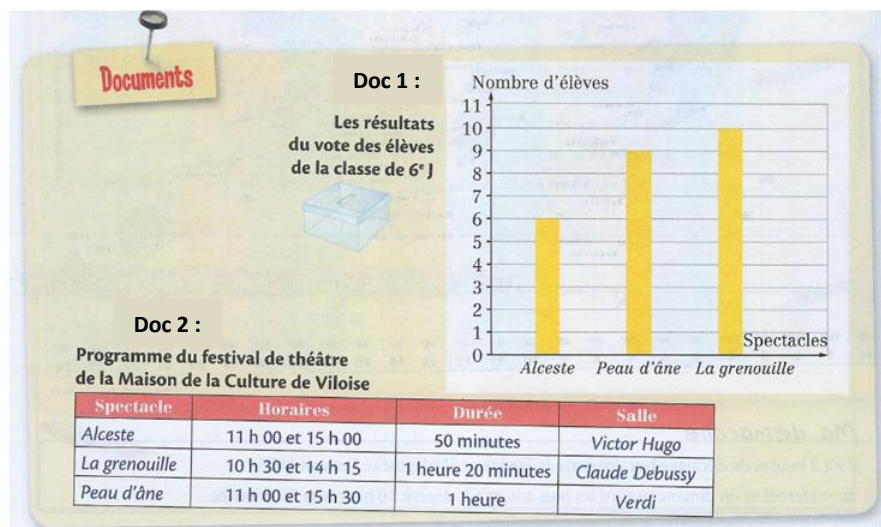 Documents
Doc 1 :
Les résultats
du vote des élèves
de la classe de 6e J
Nombre d'élèves
11
10
9
8
7
6
5
4
3
2
1
0
Spectacles
Alceste Peau d'âne La grenouille
Doc 2 :
Programme du festival de théâtre
de la Maison de la Culture de Viloise
Spectacle Horaires Durée Salle
Alceste 11 h 00 et 15 h 00 50 minutes Victor Hugo
La grenouille 10 h 30 et 14 h 15 1 heure 20 minutes Claude Debussy
Peau d'âne 11 h 00 et 15 h 30 1 heure Verdi